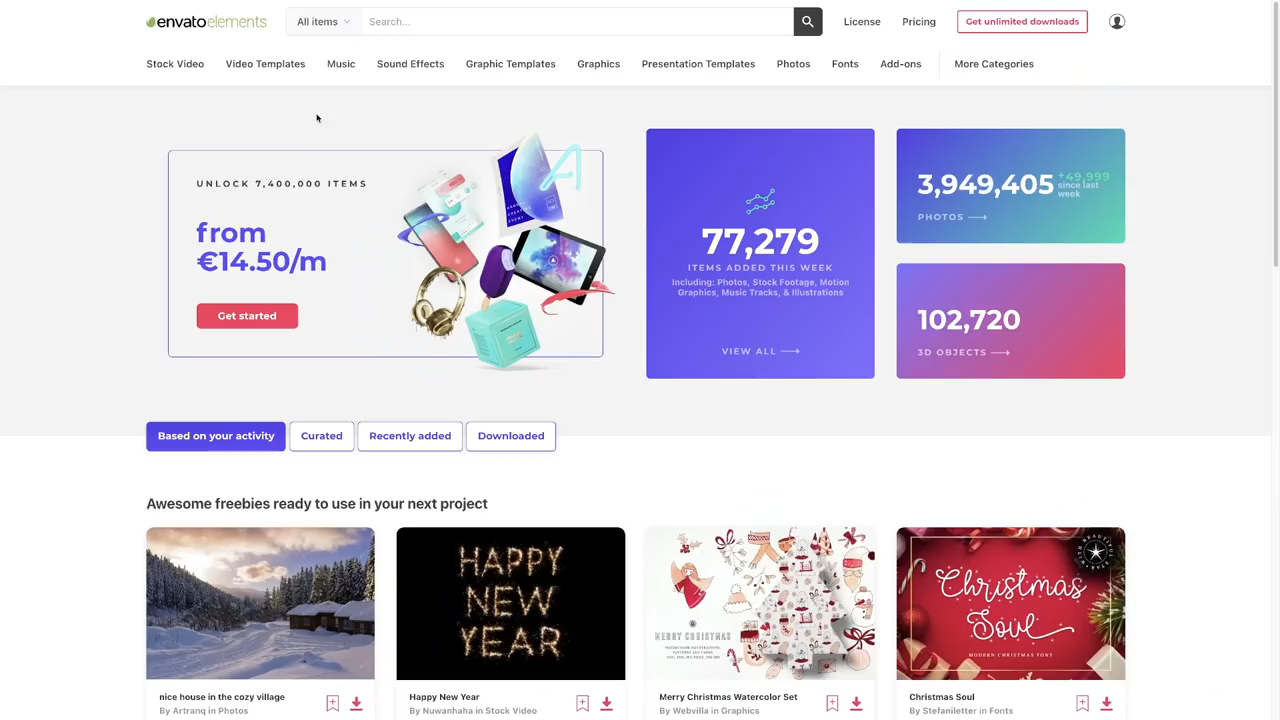 envatoelements
All items
Search...
License
Pricing
Get unlimited downloads
Stock Video
Video Templates
Music
Sound Effects
Graphic Templates
Graphics
Presentation Templates
Photos
Fonts
Add-ons
More Categories
UNLOCK 7,400,000 ITEMS
from
€14.50/m
Get started
77,279
ITEMS ADDED THIS WEEK
Including: Photos, Stock Footage, Motion
Graphics, Music Tracks, & Illustrations
VIEW ALL
3,949,405
+49,999
since last
week
PHOTOS
102,720
3D OBJECTS
Based on your activity
Curated
Recently added
Downloaded
Awesome freebies ready to use in your next project
HAPPY
NEW
YEAR
MERRY CHRISTMAS
Christmas
Soul
MODERN CHRISTMAS FONT
nice house in the cozy village
By Artranq in Photos
Happy New Year
By Nuwanhaha in Stock Video
Merry Christmas Watercolor Set
By Webvilla in Graphics
Christmas Soul
By Stefaniletter in Fonts